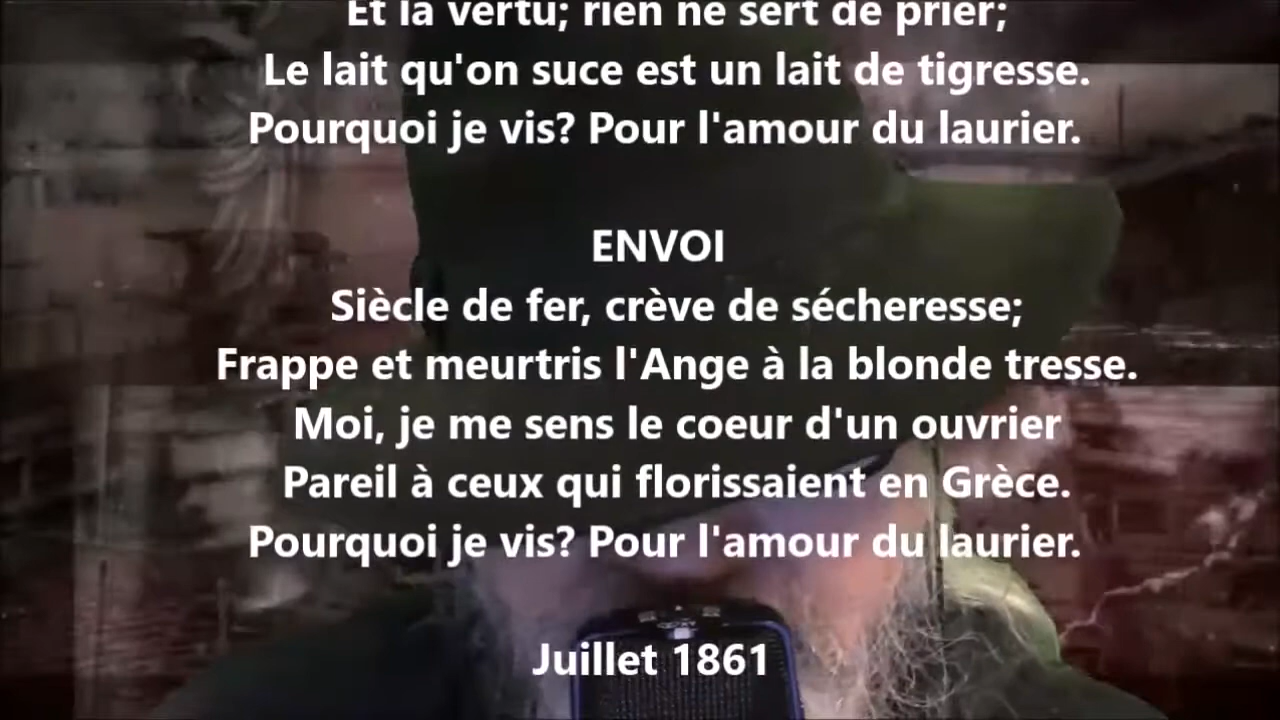 Et la vertu; rien ne sert de prier;
Le lait qu'on suce est un lait de tigresse.
Pourquoi je vis? Pour l'amour du laurier.
ENVOI
Siècle de fer, crève de sécheresse;
Frappe et meurtris l'Ange à la blonde tresse.
Moi, je me sens le coeur d'un ouvrier
Pareil à ceux qui florissaient en Grèce.
Pourquoi je vis? Pour l'amour du laurier.
Juillet 1861